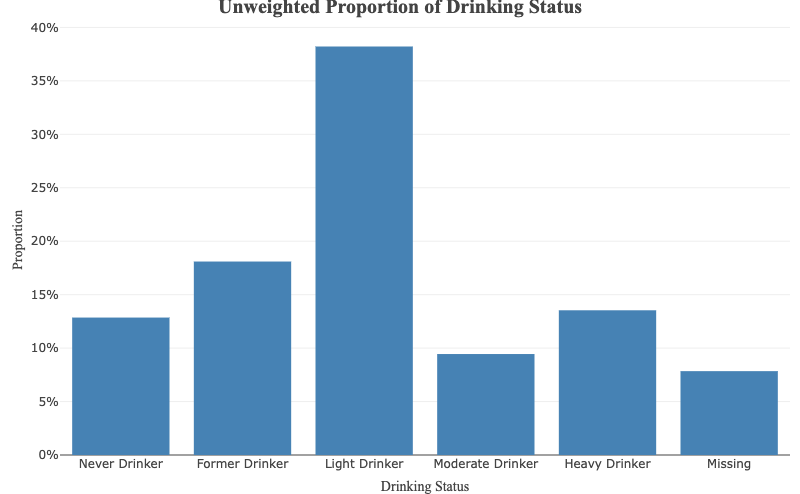 Unweighted Proportion of Drinking Status
40%
35%
30%
25%
20%
15%
10%
5%
0%
Proportion
Never Drinker
Former Drinker
Light Drinker
Moderate Drinker
Heavy Drinker
Missing
Drinking Status